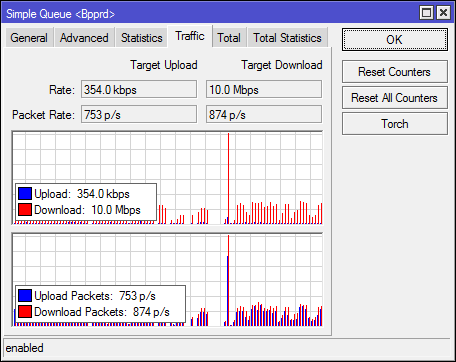 Simple Queue <Bpprd>
General Advanced Statistics Traffic Total Total Statistics
OK
Target Upload Target Download
Reset Counters
Rate: 354.0 kbps 10.0 Mbps
Reset All Counters
Packet Rate: 753 p/s 874 p/s
Torch
Upload: 354.0 kbps
Download: 10.0 Mbps
Upload Packets: 753 p/s
Download Packets: 874 p/s
enabled